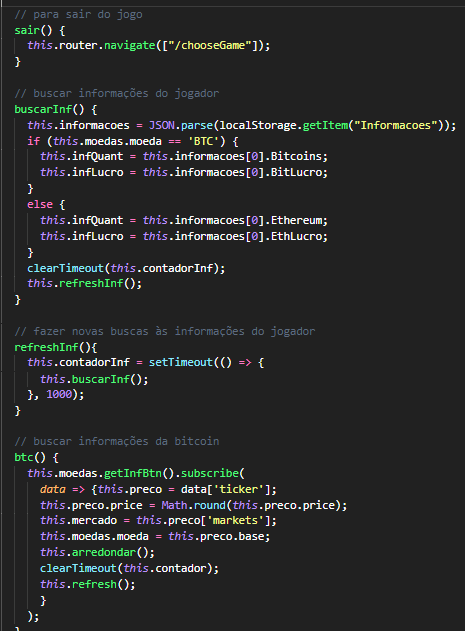 // para sair do jogo
sair() {
this.router.navigate(["/chooseGame"]);
}
// buscar informações do jogador
buscarInf() {
this.informacoes = JSON.parse(localStorage.getItem("Informacoes"));
if (this.moedas.moeda == 'BTC') {
this.infQuant = this.informacoes[0].Bitcoins;
this.infLucro = this.informacoes[0].BitLucro;
}
else {
this.infQuant = this.informacoes[0].Ethereum;
this.infLucro = this.informacoes[0].EthLucro;
}
clearTimeout(this.contadorInf);
this.refreshInf();
}
// fazer novas buscas às informações do jogador
refreshInf(){
this.contadorInf = setTimeout(() => {
this.buscarInf();
}, 1000);
}
// buscar informações da bitcoin
btc() {
this.moedas.getInfBtn().subscribe(
data => {this.preco = data['ticker'];
this.preco.price = Math.round(this.preco.price);
this.mercado = this.preco['markets'];
this.moedas.moeda = this.preco.base;
this.arredondar();
clearTimeout(this.contador);
this.refresh();
}
);
}